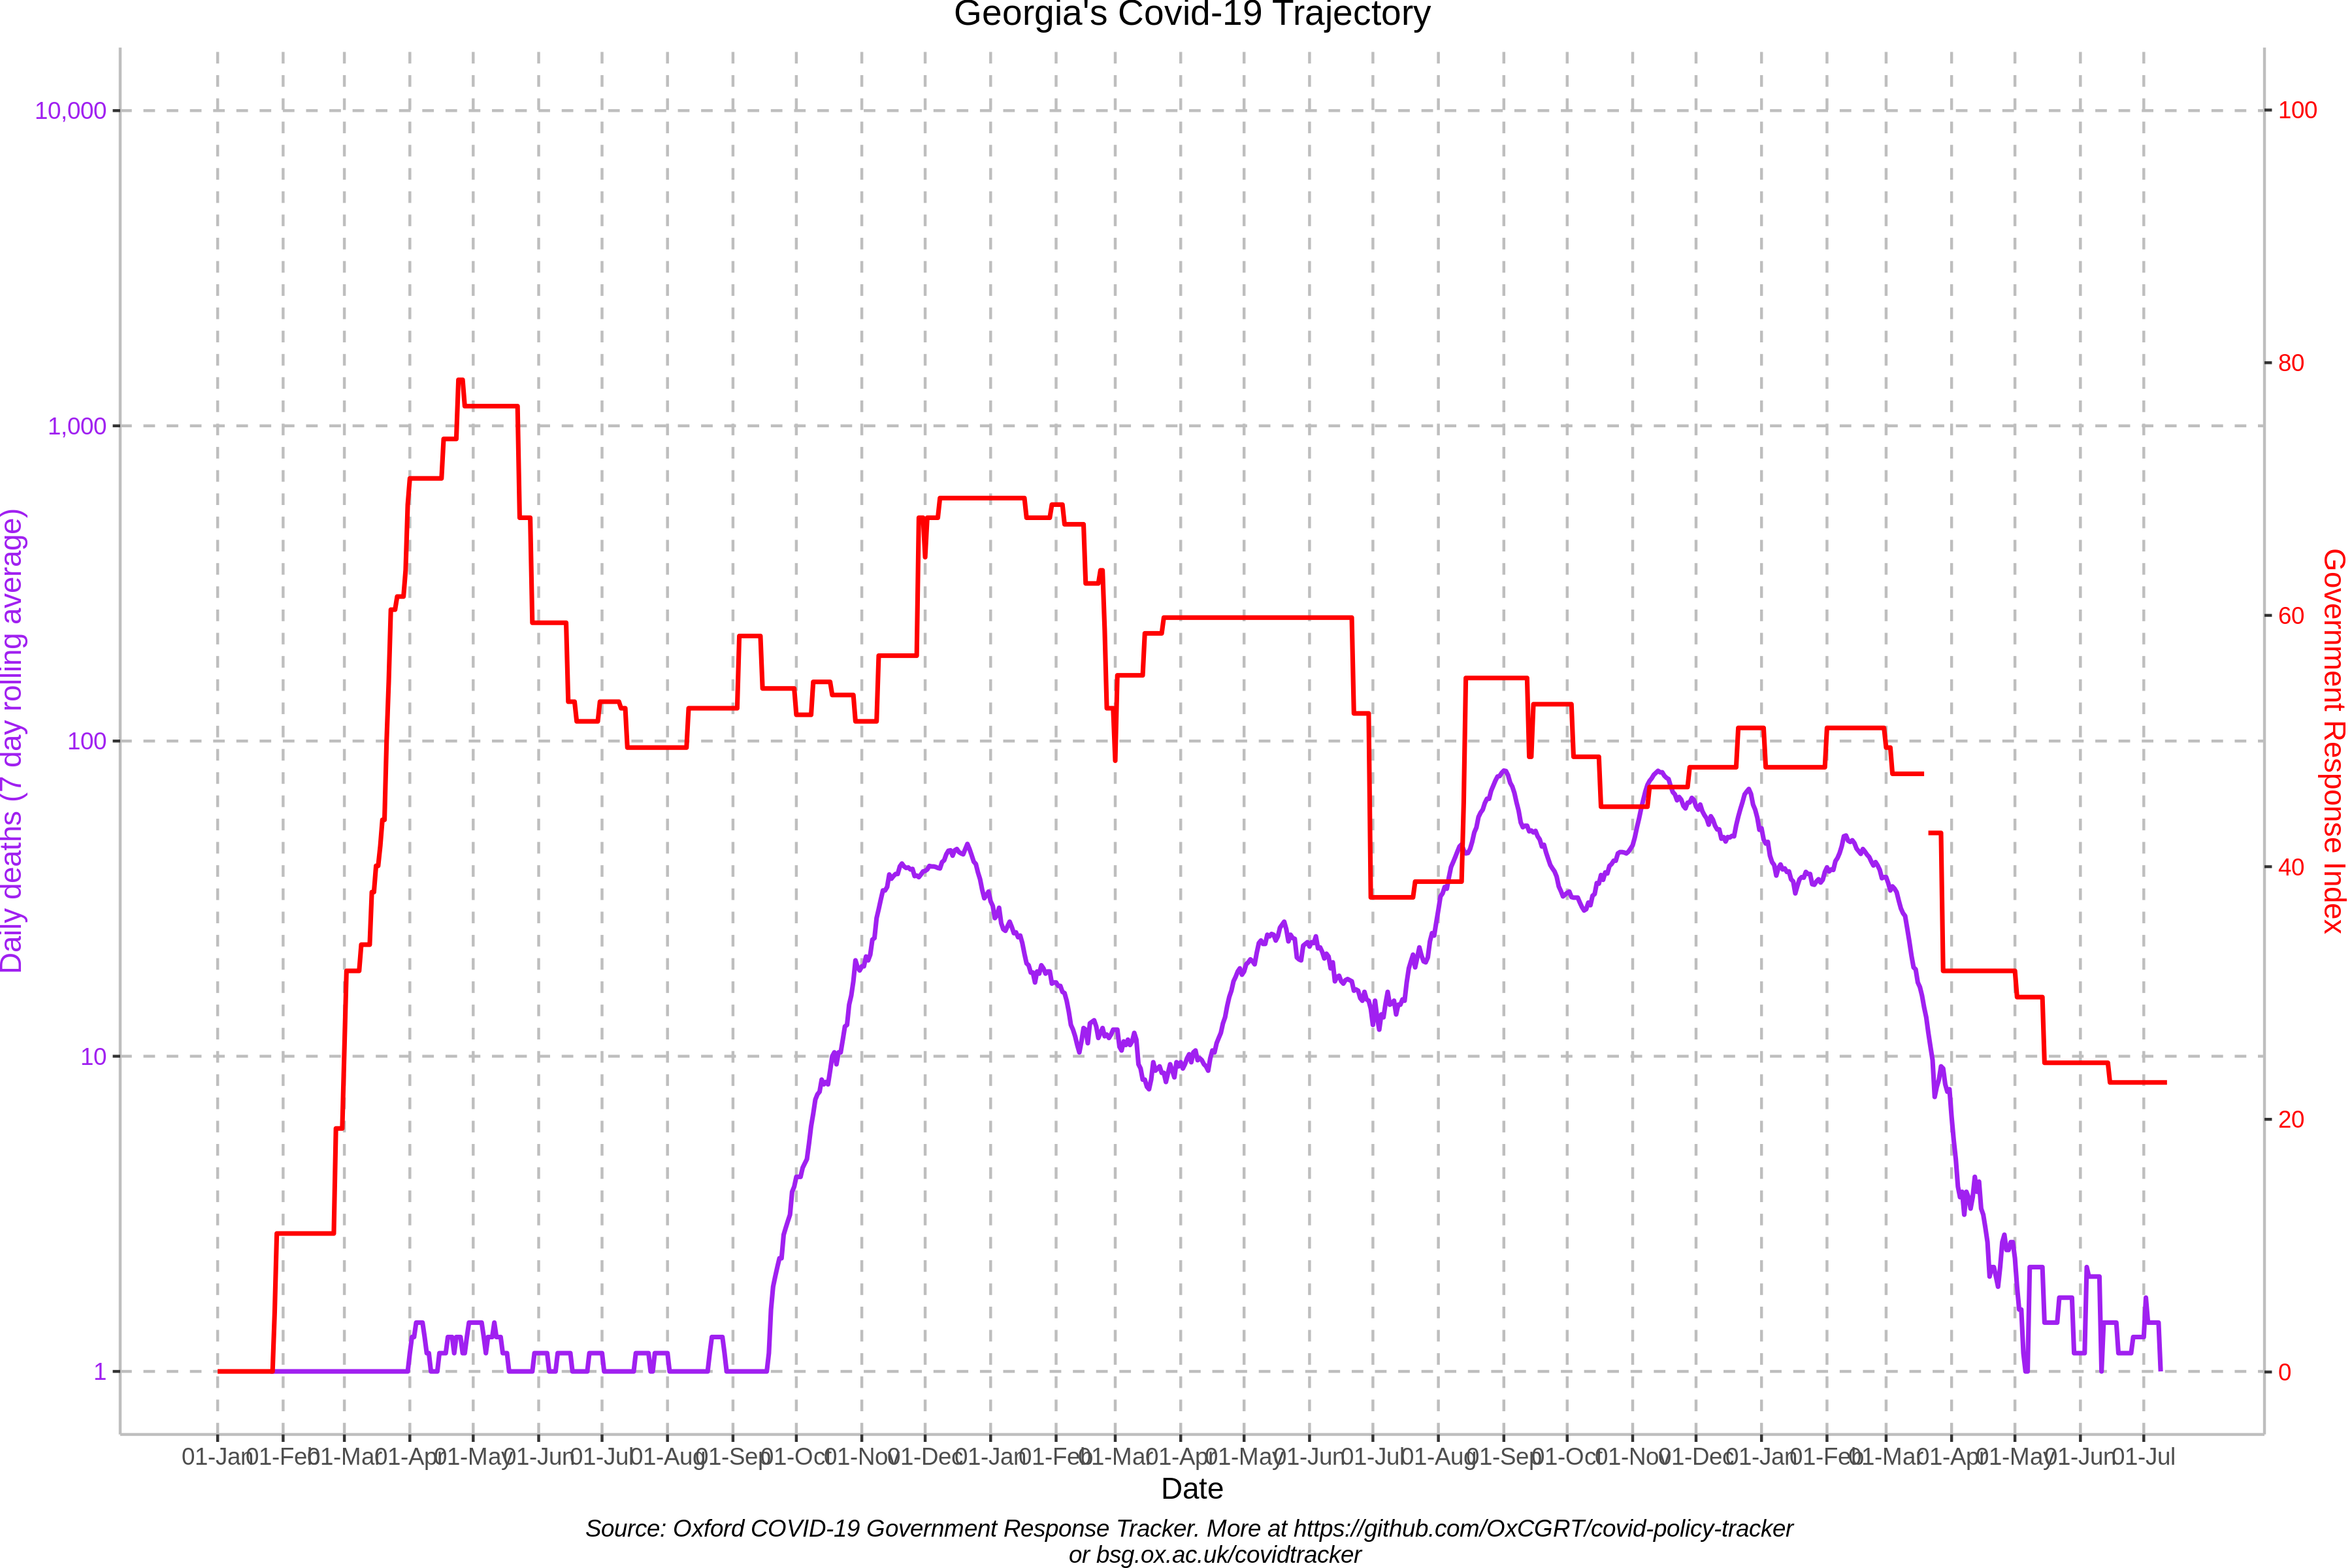 Georgia's Covid-19 Trajectory
10,000
1,000
100
10
1
Daily deaths (7 day rolling average)
100
80
60
40
20
0
Government Response Index
01-Jan 01-Feb 01-Mar 01-Apr 01-May 01-Jun 01-Jul 01-Aug 01-Sep 01-Oct 01-Nov 01-Dec 01-Jan 01-Feb 01-Mar 01-Apr 01-May 01-Jun 01-Jul 01-Aug 01-Sep 01-Oct 01-Nov 01-Dec 01-Jan 01-Feb 01-Mar 01-Apr 01-May 01-Jun 01-Jul
Date
Source: Oxford COVID-19 Government Response Tracker. More at https://github.com/OxCGRT/covid-policy-tracker
or bsg.ox.ac.uk/covidtracker